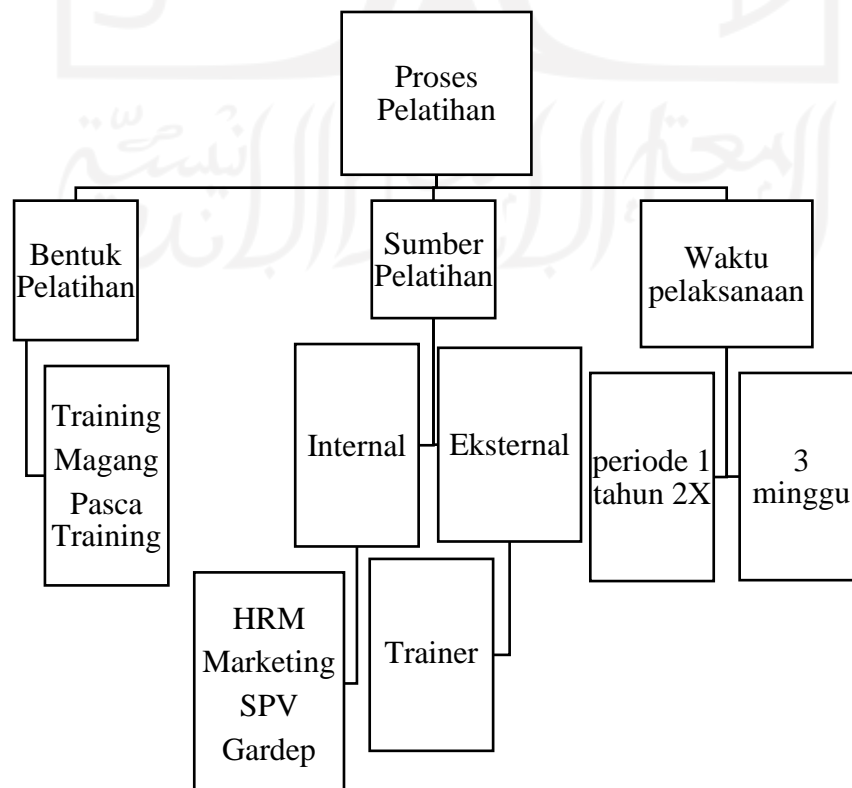 Proses
Pelatihan
Bentuk
Pelatihan
Sumber
Pelatihan
Waktu
pelaksanaan
Training
Magang
Pasca
Training
Internal
Eksternal
periode 1
tahun 2X
3
minggu
HRM
Marketing
SPV
Gardep
Trainer